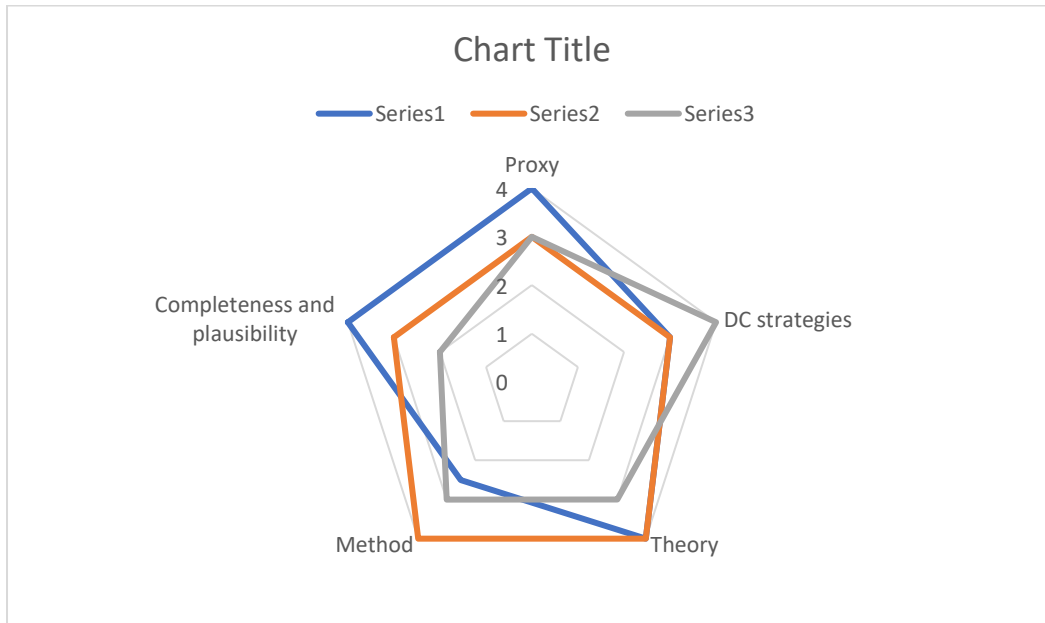 Chart Title
Series1 Series2 Series3
Proxy
4
3
2
1
0
DC strategies
Completeness and
plausibility
Method
Theory